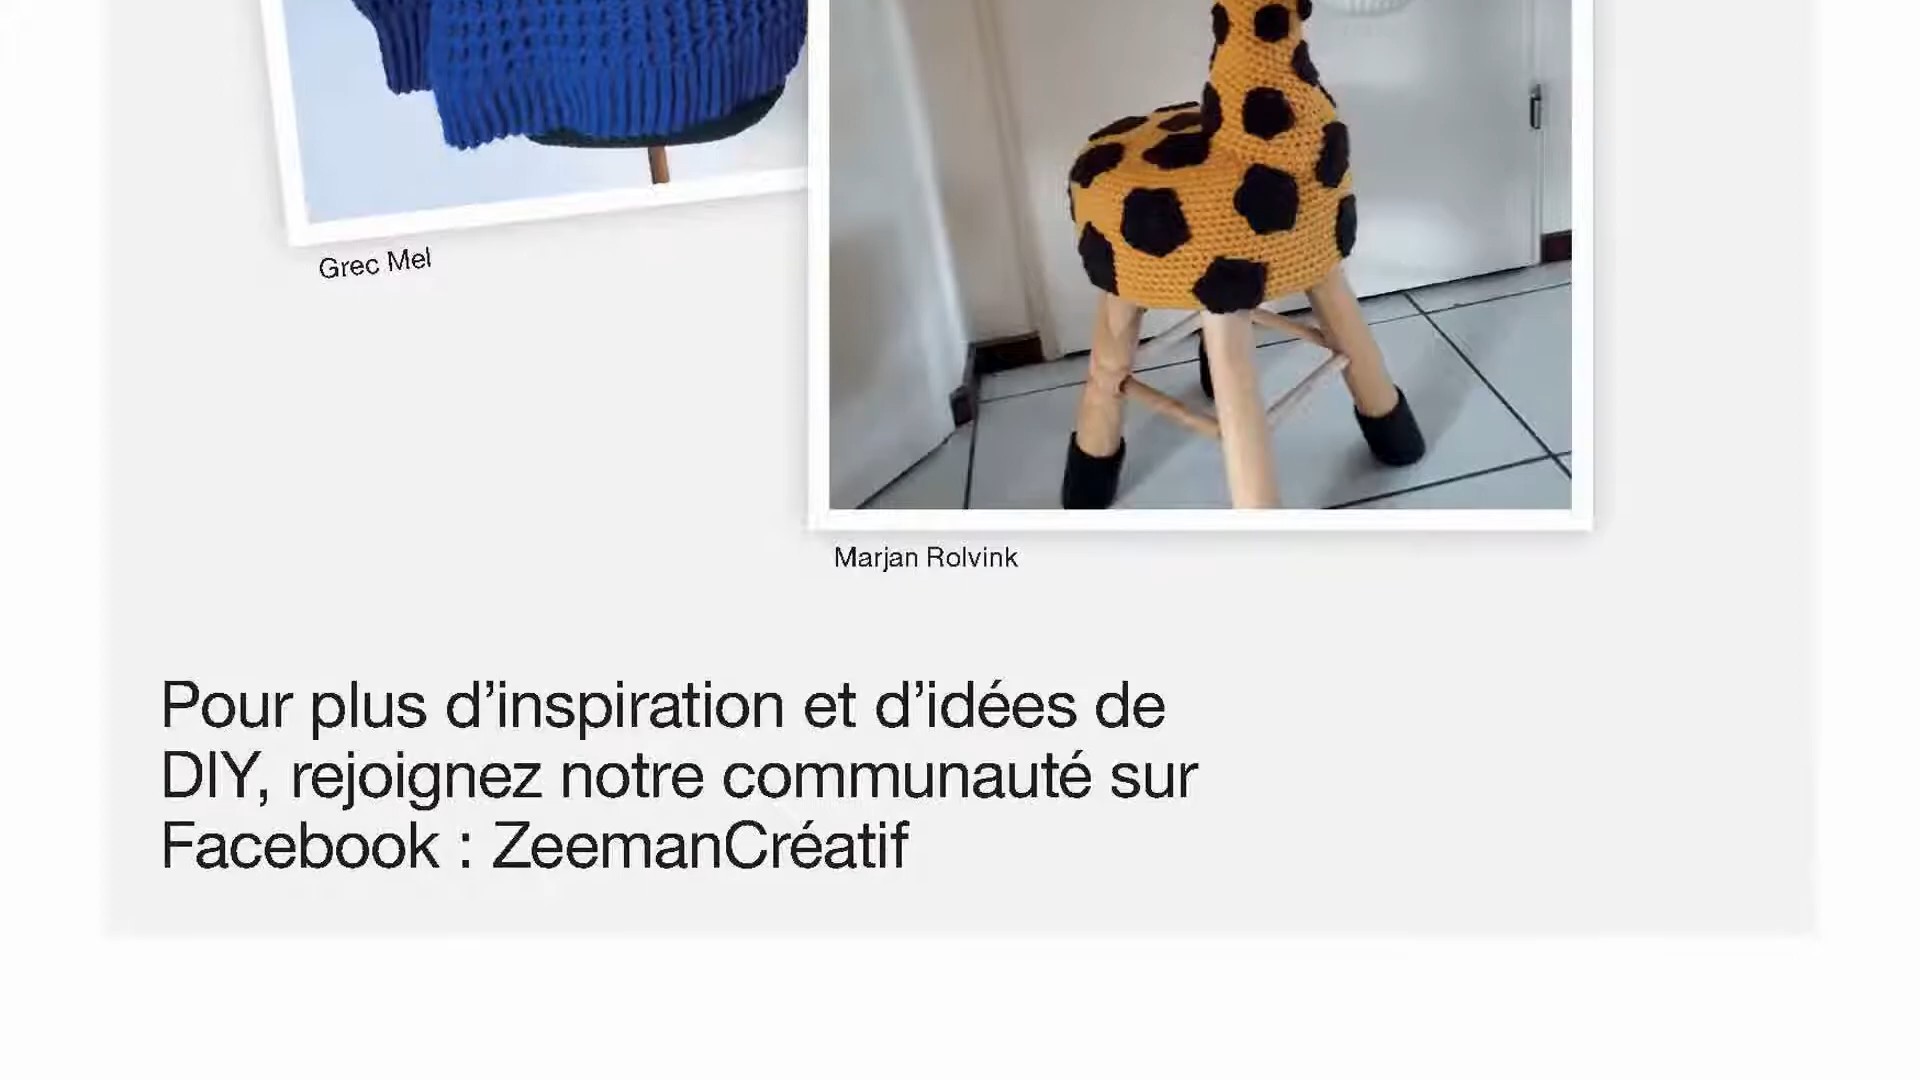 Grec Mel
Marjan Rolvink
Pour plus d’inspiration et d’idées de
DIY, rejoignez notre communauté sur
Facebook : ZeemanCréatif